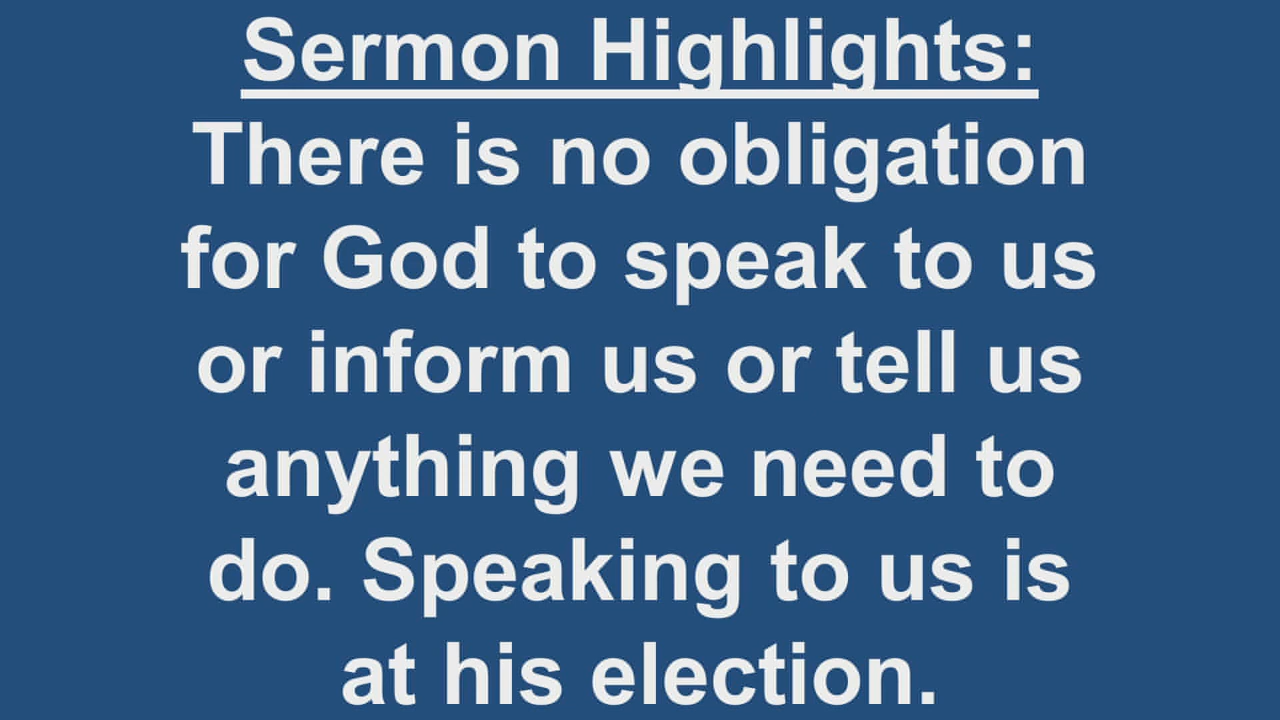 Sermon Highlights:
There is no obligation
for God to speak to us
or inform us or tell us
anything we need to
do. Speaking to us is
at his election.